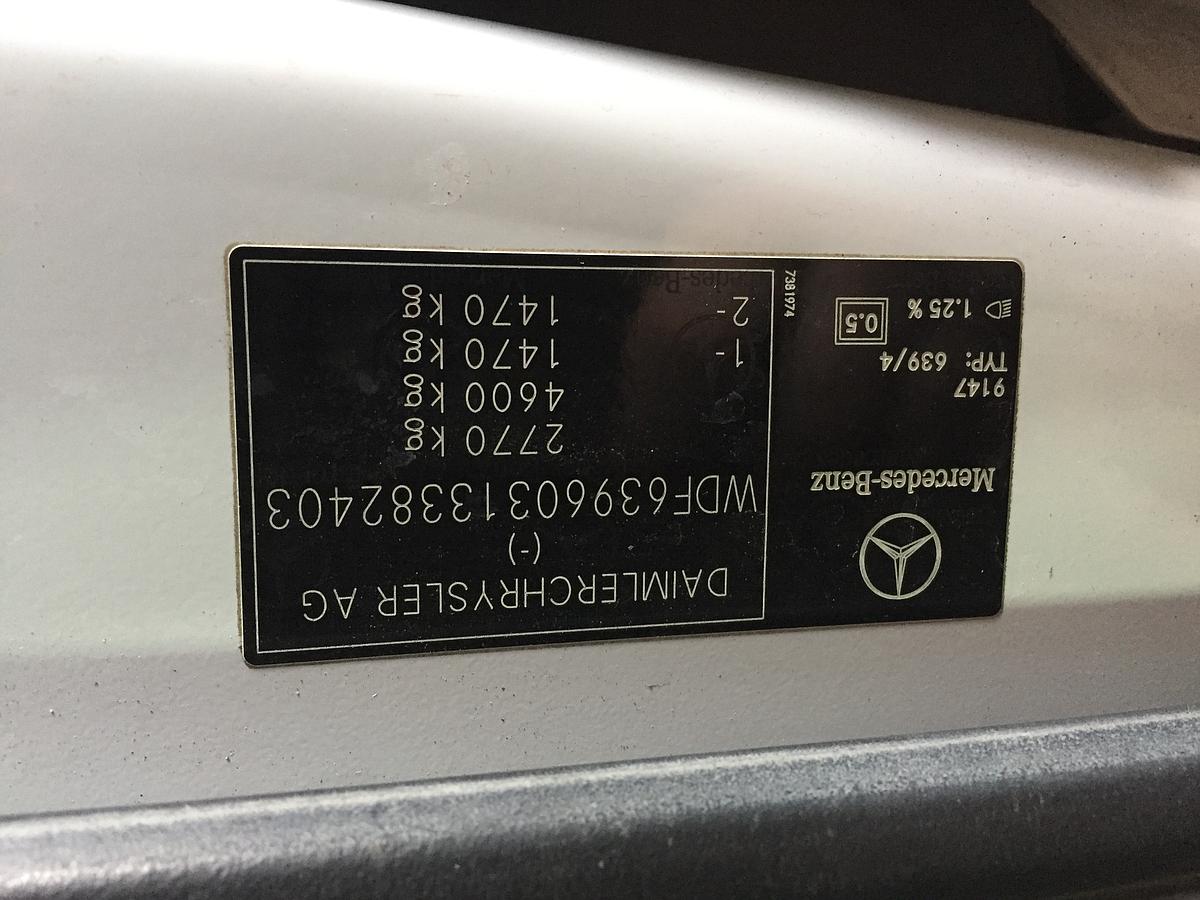 DAIMLERCHRYSLER AG
(-)
WDF63960313382403
2770 kg
4600 kg
1- 1470 kg
2- 1470 kg
Mercedes-Benz
9147
TYP: 639/4
1.25 % 0.5
7381974